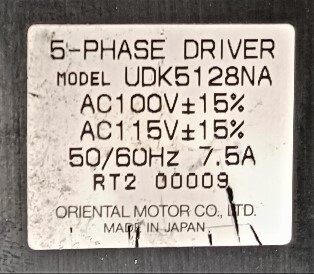 5-PHASE DRIVER
MODEL UDK5128NA
AC100V±15%
AC115V±15%
50/60Hz 7.5A
RT2 00009
ORIENTAL MOTOR CO., LTD.
MADE IN JAPAN